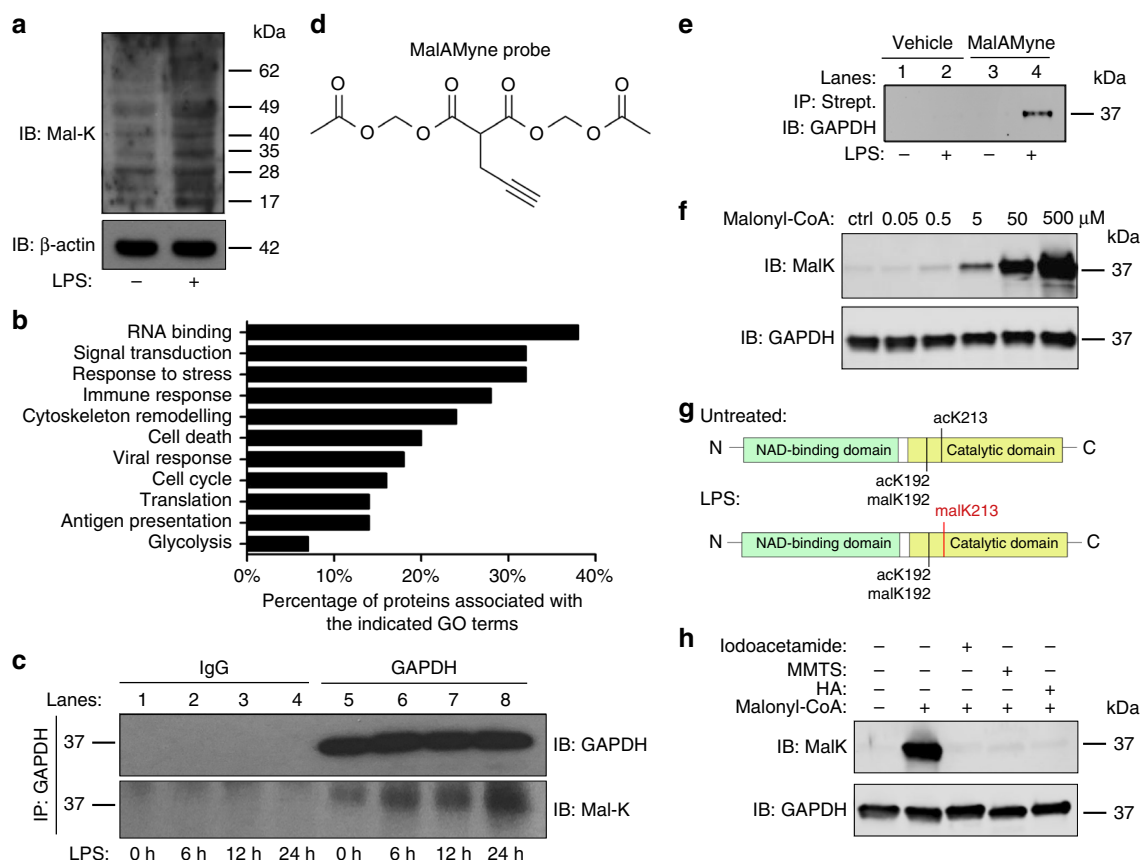 a
kDa
62
49
IB: Mal-K
40
35
28
17
IB: β-actin
42
LPS: – +
b
RNA binding
Signal transduction
Response to stress
Immune response
Cytoskeleton remodelling
Cell death
Viral response
Cell cycle
Translation
Antigen presentation
Glycolysis
0% 10% 20% 30% 40%
Percentage of proteins associated with
the indicated GO terms
c
IgG GAPDH
Lanes: 1 2 3 4 5 6 7 8
IP: GAPDH
37 IB: GAPDH
37 IB: Mal-K
LPS: 0 h 6 h 12 h 24 h 0 h 6 h 12 h 24 h
d
MalAMyne probe
O O O O
O O O O
e
Vehicle MalAMyne
Lanes: 1 2 3 4 kDa
IP: Strept.
IB: GAPDH
37
LPS: – + – +
f
Malonyl-CoA: ctrl 0.05 0.5 5 50 500 μM
kDa
IB: MalK 37
IB: GAPDH 37
g
Untreated:
acK213
N NAD-binding domain Catalytic domain C
acK192
malK192
LPS:
malK213
N NAD-binding domain Catalytic domain C
acK192
malK192
h
Iodoacetamide: – – + – –
MMTS: – – – + –
HA: – – – – +
Malonyl-CoA: – + + + + kDa
IB: MalK 37
IB: GAPDH 37